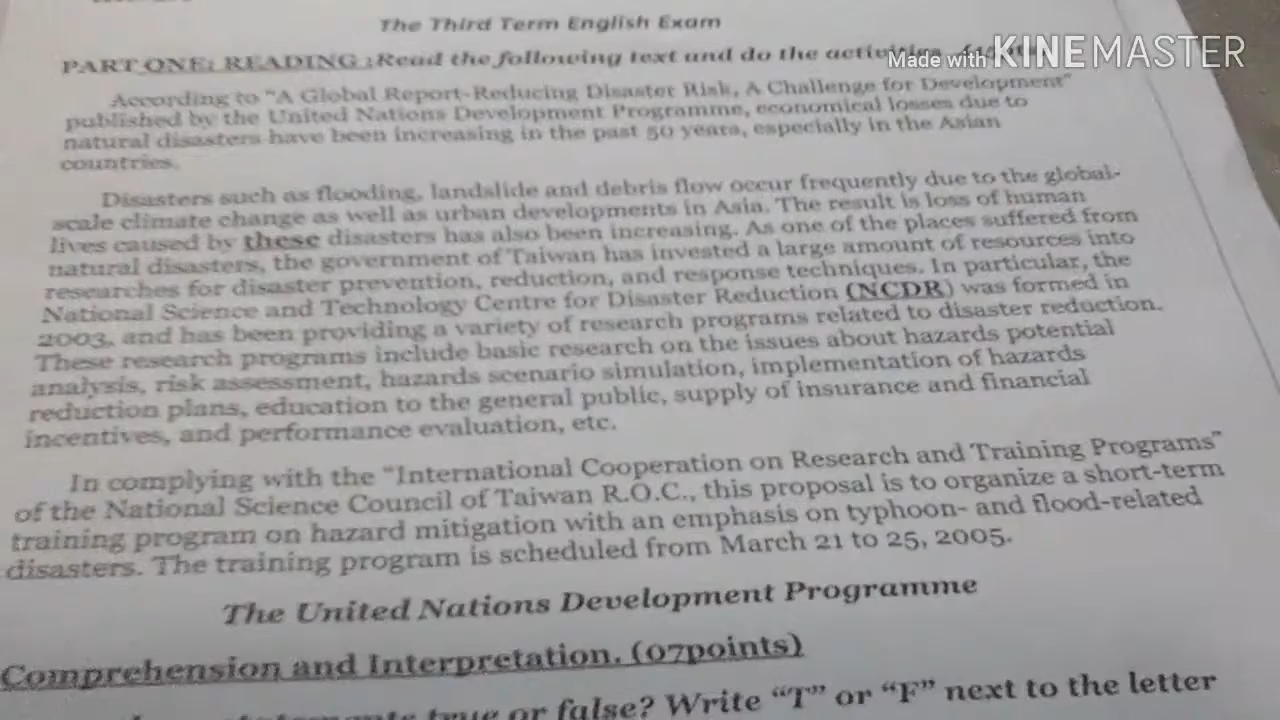 The Third Term English Exam
Made with KINEMASTER
PART ONE: READING :Read the following text and do the
According to "A Global Report-Reducing Disaster Risk, A Challenge for Development"
published by the United Nations Development Programme, economical losses due to
natural disasters have been increasing in the past 50 years, especially in the Asian
countries.
Disasters such as flooding, landslide and debris flow occur frequently due to the global-
scale climate change as well as urban developments in Asia. The result is loss of human
lives caused by these disasters has also been increasing. As one of the places suffered from
natural disasters, the government of Taiwan has invested a large amount of resources into
researches for disaster prevention, reduction, and response techniques. In particular, the
National Science and Technology Centre for Disaster Reduction (NCDR) was formed in
2003, and has been providing a variety of research programs related to disaster reduction.
These research programs include basic research on the issues about hazards potential
analysis, risk assessment, hazards scenario simulation, implementation of hazards
reduction plans, education to the general public, supply of insurance and financial
incentives, and performance evaluation, etc.
In complying with the "International Cooperation on Research and Training Programs"
of the National Science Council of Taiwan R.O.C., this proposal is to organize a short-term
training program on hazard mitigation with an emphasis on typhoon- and flood-related
disasters. The training program is scheduled from March 21 to 25, 2005.
The United Nations Development Programme
Comprehension and Interpretation. (07points)
true or false? Write "T" or "F" next to the letter